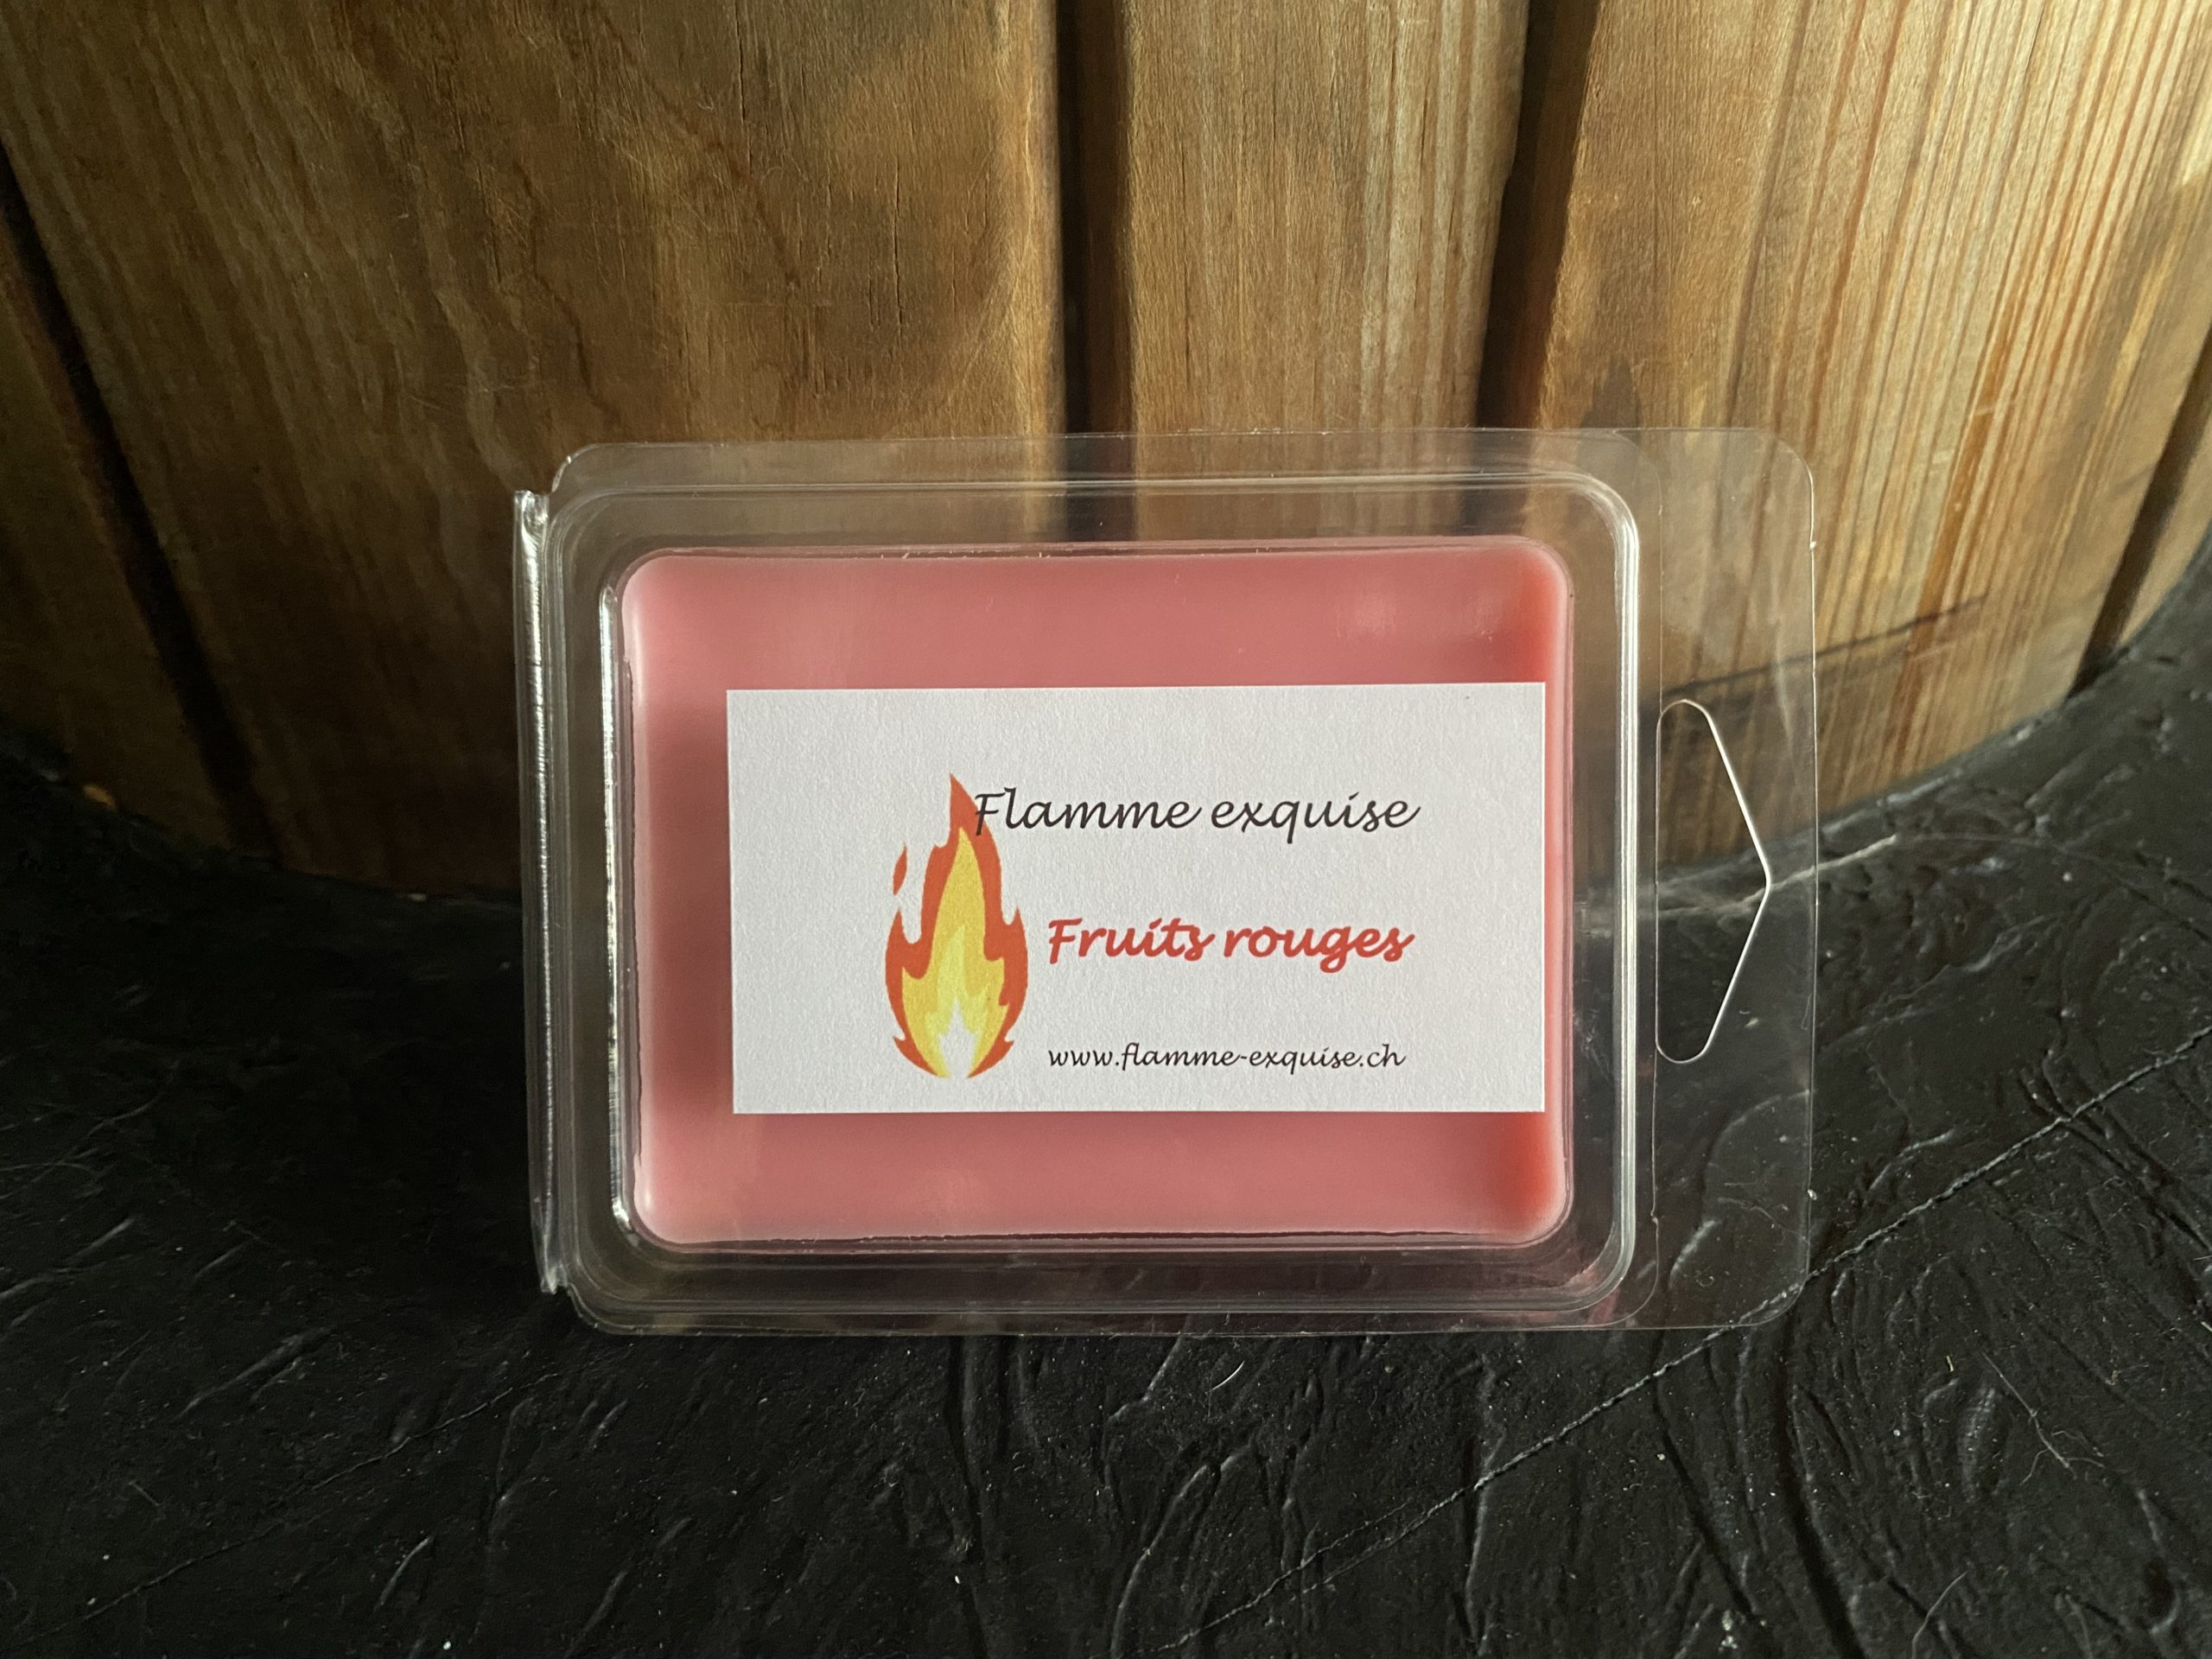 Flamme exquise
Fruits rouges
www.flamme-exquise.ch